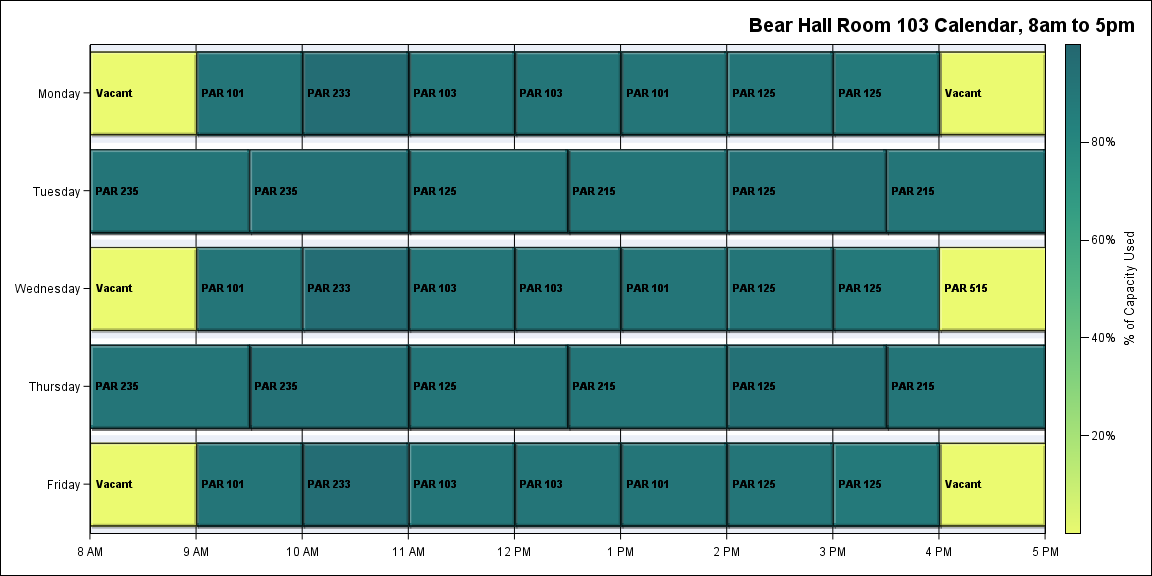 Bear Hall Room 103 Calendar, 8am to 5pm
Monday
Vacant
PAR 101
PAR 233
PAR 103
PAR 103
PAR 101
PAR 125
PAR 125
Vacant
Tuesday
PAR 235
PAR 235
PAR 125
PAR 215
PAR 125
PAR 215
Wednesday
Vacant
PAR 101
PAR 233
PAR 103
PAR 103
PAR 101
PAR 125
PAR 125
PAR 515
Thursday
PAR 235
PAR 235
PAR 125
PAR 215
PAR 125
PAR 215
Friday
Vacant
PAR 101
PAR 233
PAR 103
PAR 103
PAR 101
PAR 125
PAR 125
Vacant
8 AM
9 AM
10 AM
11 AM
12 PM
1 PM
2 PM
3 PM
4 PM
5 PM
80%
60%
40%
20%
% of Capacity Used